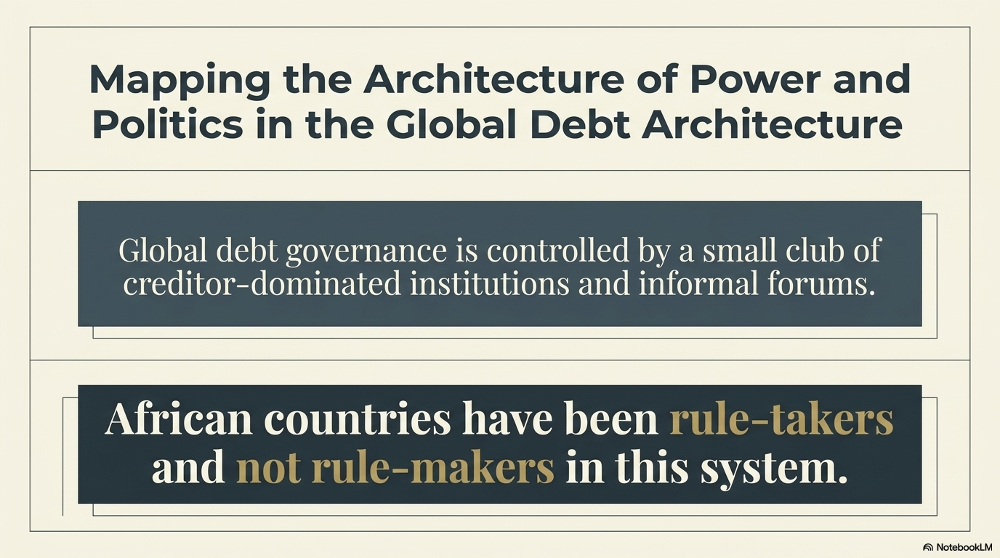 Mapping the Architecture of Power and
Politics in the Global Debt Architecture
Global debt governance is controlled by a small club of
creditor-dominated institutions and informal forums.
African countries have been rule-takers
and not rule-makers in this system.
NotebookLM